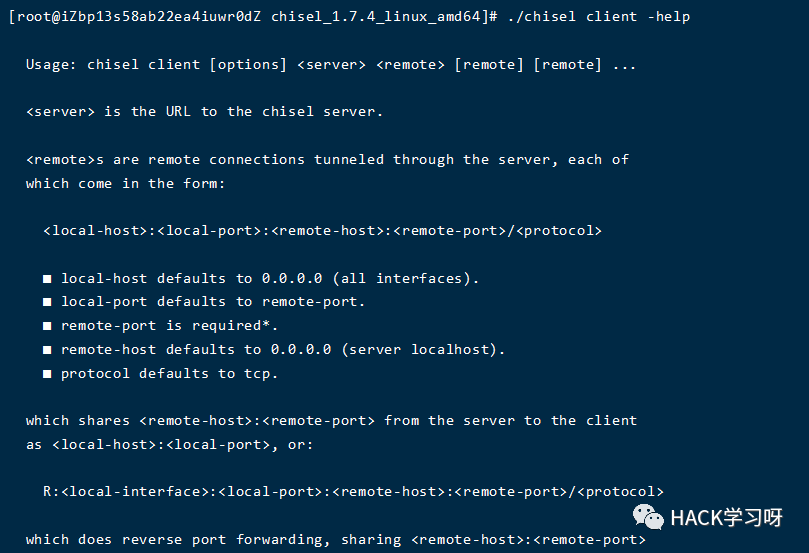 [root@iZbp13s58ab22ea4iuwr0dZ chisel_1.7.4_linux_amd64]# ./chisel client -help
Usage: chisel client [options] <server> <remote> [remote] [remote] ...
<server> is the URL to the chisel server.
<remote>s are remote connections tunneled through the server, each of
which come in the form:
<local-host>:<local-port>:<remote-host>:<remote-port>/<protocol>
■ local-host defaults to 0.0.0.0 (all interfaces).
■ local-port defaults to remote-port.
■ remote-port is required*.
■ remote-host defaults to 0.0.0.0 (server localhost).
■ protocol defaults to tcp.
which shares <remote-host>:<remote-port> from the server to the client
as <local-host>:<local-port>, or:
R:<local-interface>:<local-port>:<remote-host>:<remote-port>/<protocol>
HACK学习呀
which does reverse port forwarding, sharing <remote-host>:<remote-port>